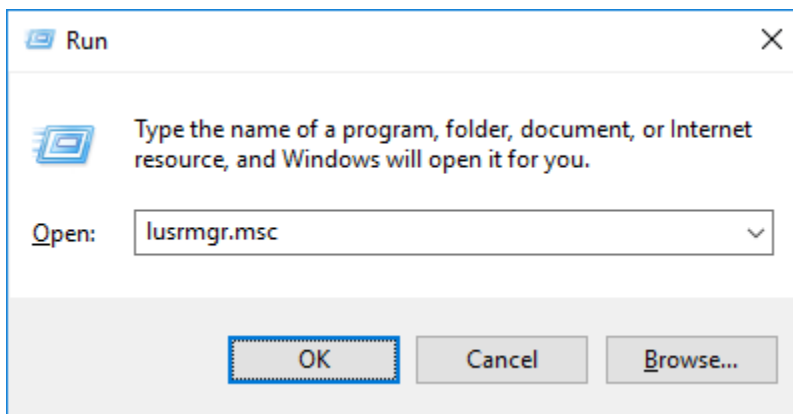 Run
Type the name of a program, folder, document, or Internet
resource, and Windows will open it for you.
Open: lusrmgr.msc
OK Cancel Browse...